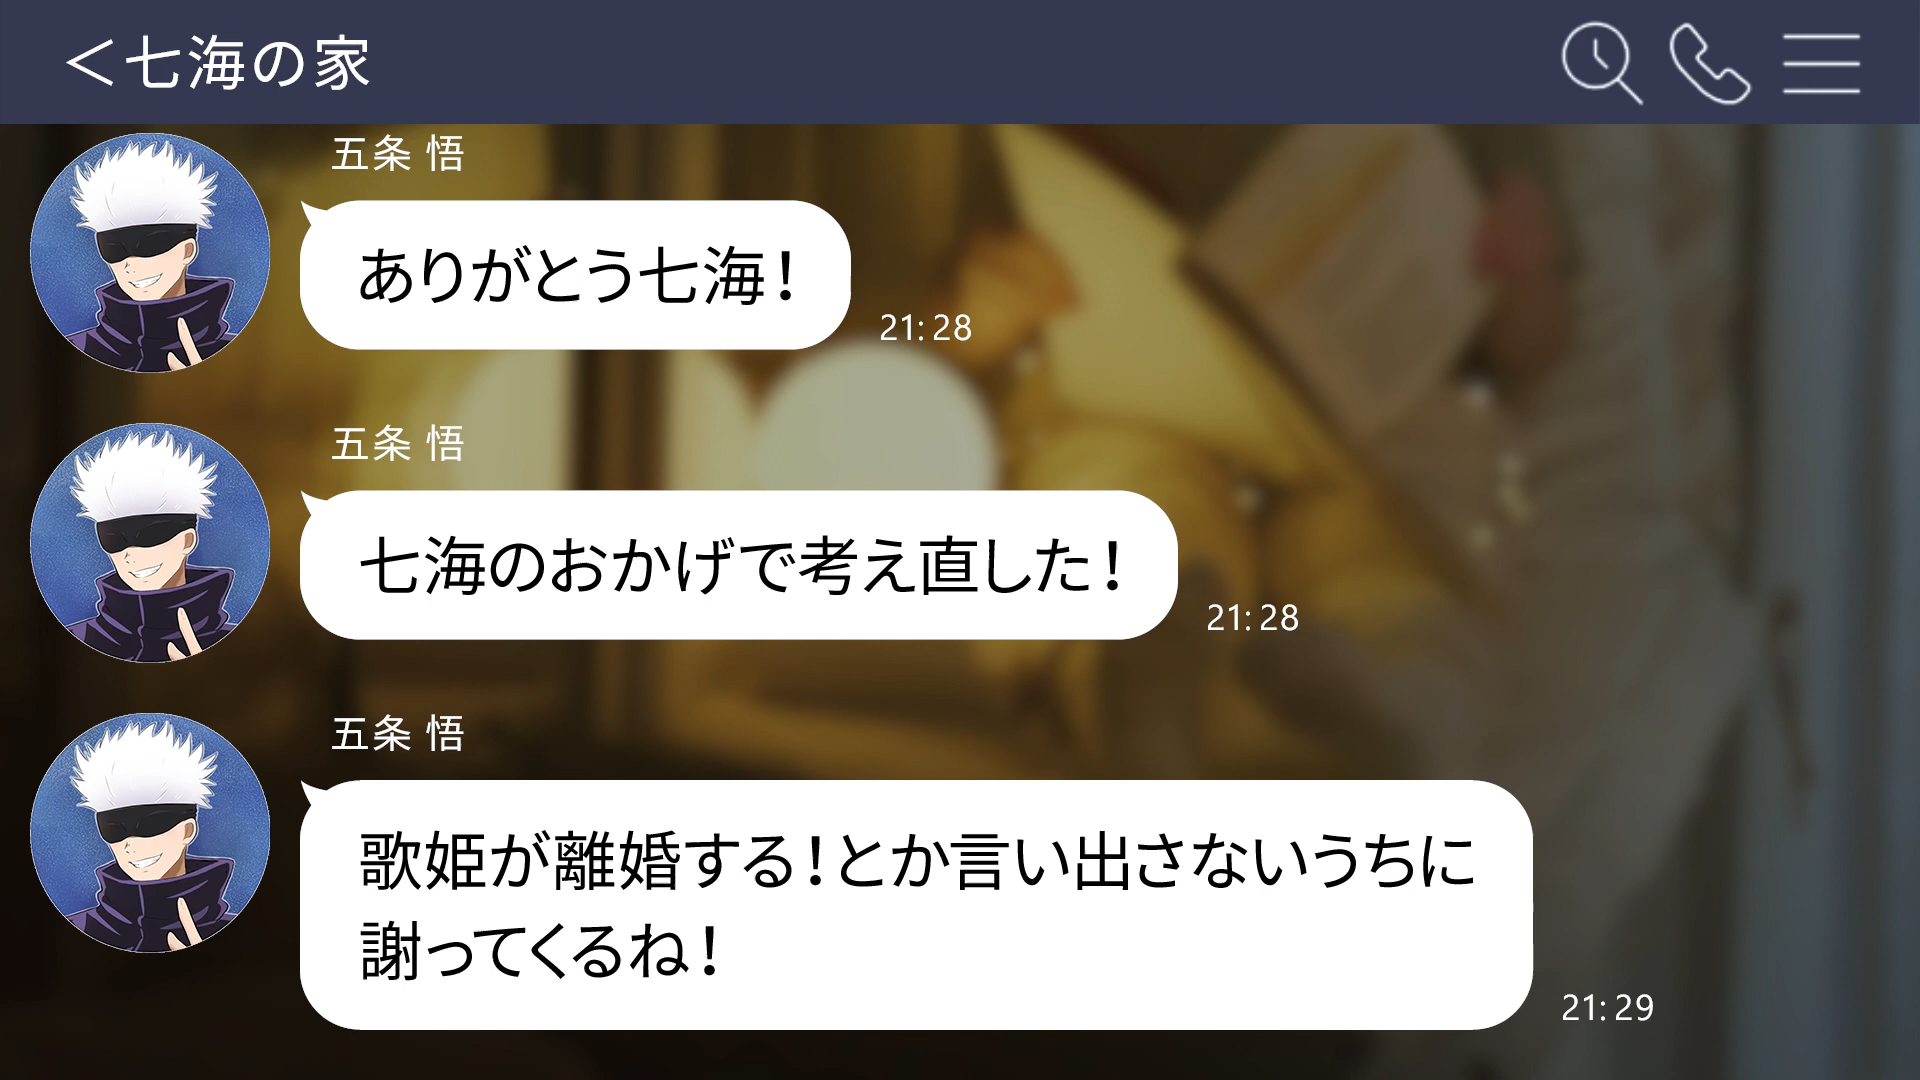 ＜七海の家
五条 悟
ありがとう七海！
21:28
五条 悟
七海のおかげで考え直した！
21:28
五条 悟
歌姫が離婚する！とか言い出さないうちに
謝ってくるね！
21:29